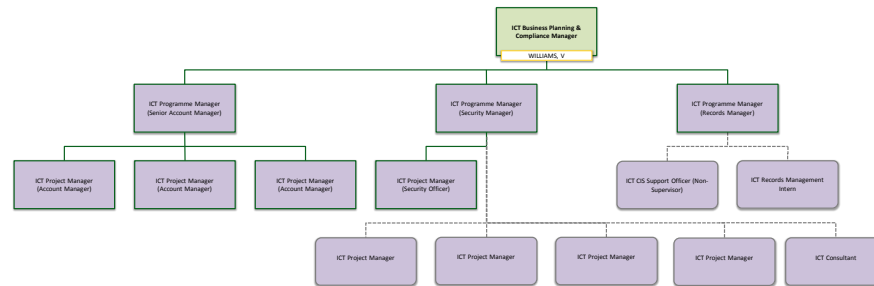 ICT Business Planning &
Compliance Manager
WILLIAMS, V
ICT Programme Manager
(Senior Account Manager)
ICT Programme Manager
(Security Manager)
ICT Programme Manager
(Records Manager)
ICT Project Manager
(Account Manager)
ICT Project Manager
(Account Manager)
ICT Project Manager
(Account Manager)
ICT Project Manager
(Security Officer)
ICT CIS Support Officer (Non-
Supervisor)
ICT Records Management
Intern
ICT Project Manager
ICT Project Manager
ICT Project Manager
ICT Project Manager
ICT Consultant